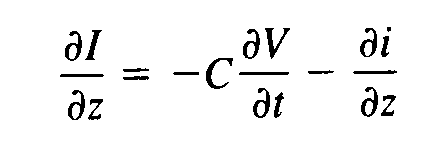 ∂I/∂z = −C ∂V/∂t − ∂i/∂z